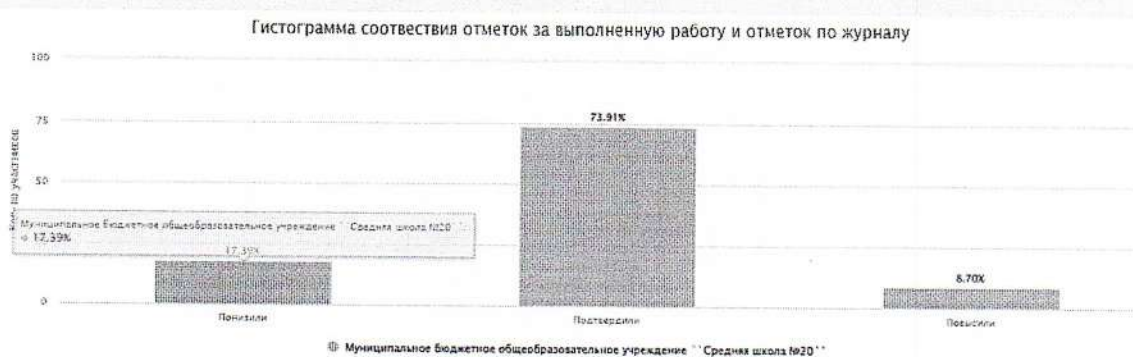 Гистограмма соотвествия отметок за выполненную работу и отметок по журналу
100
75
73.91%
50
Муниципальное бюджетное общеобразовательное учреждение ``Средняя школа №20``:
17,39%
17,39%
8.70%
0
Понизили
Подтвердили
Повысили
Муниципальное бюджетное общеобразовательное учреждение ``Средняя школа №20``